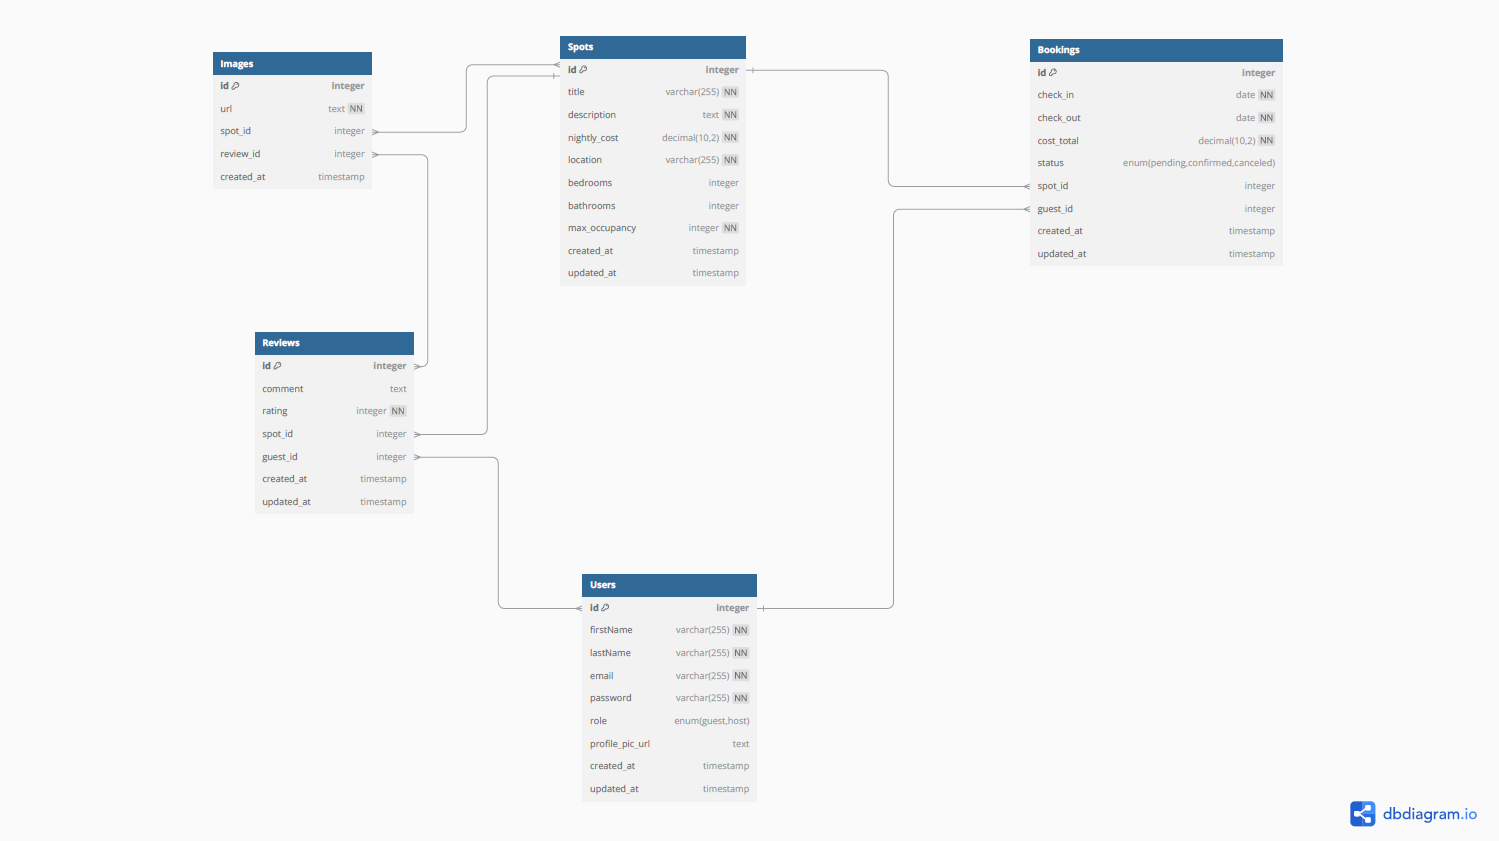 Images
id integer
url text NN
spot_id integer
review_id integer
created_at timestamp
Spots
id integer
title varchar(255) NN
description text NN
nightly_cost decimal(10,2) NN
location varchar(255) NN
bedrooms integer
bathrooms integer
max_occupancy integer NN
created_at timestamp
updated_at timestamp
Bookings
id integer
check_in date NN
check_out date NN
cost_total decimal(10,2) NN
status enum(pending,confirmed,canceled)
spot_id integer
guest_id integer
created_at timestamp
updated_at timestamp
Reviews
id integer
comment text
rating integer NN
spot_id integer
guest_id integer
created_at timestamp
updated_at timestamp
Users
id integer
firstName varchar(255) NN
lastName varchar(255) NN
email varchar(255) NN
password varchar(255) NN
role enum(guest,host)
profile_pic_url text
created_at timestamp
updated_at timestamp
dbdiagram.io